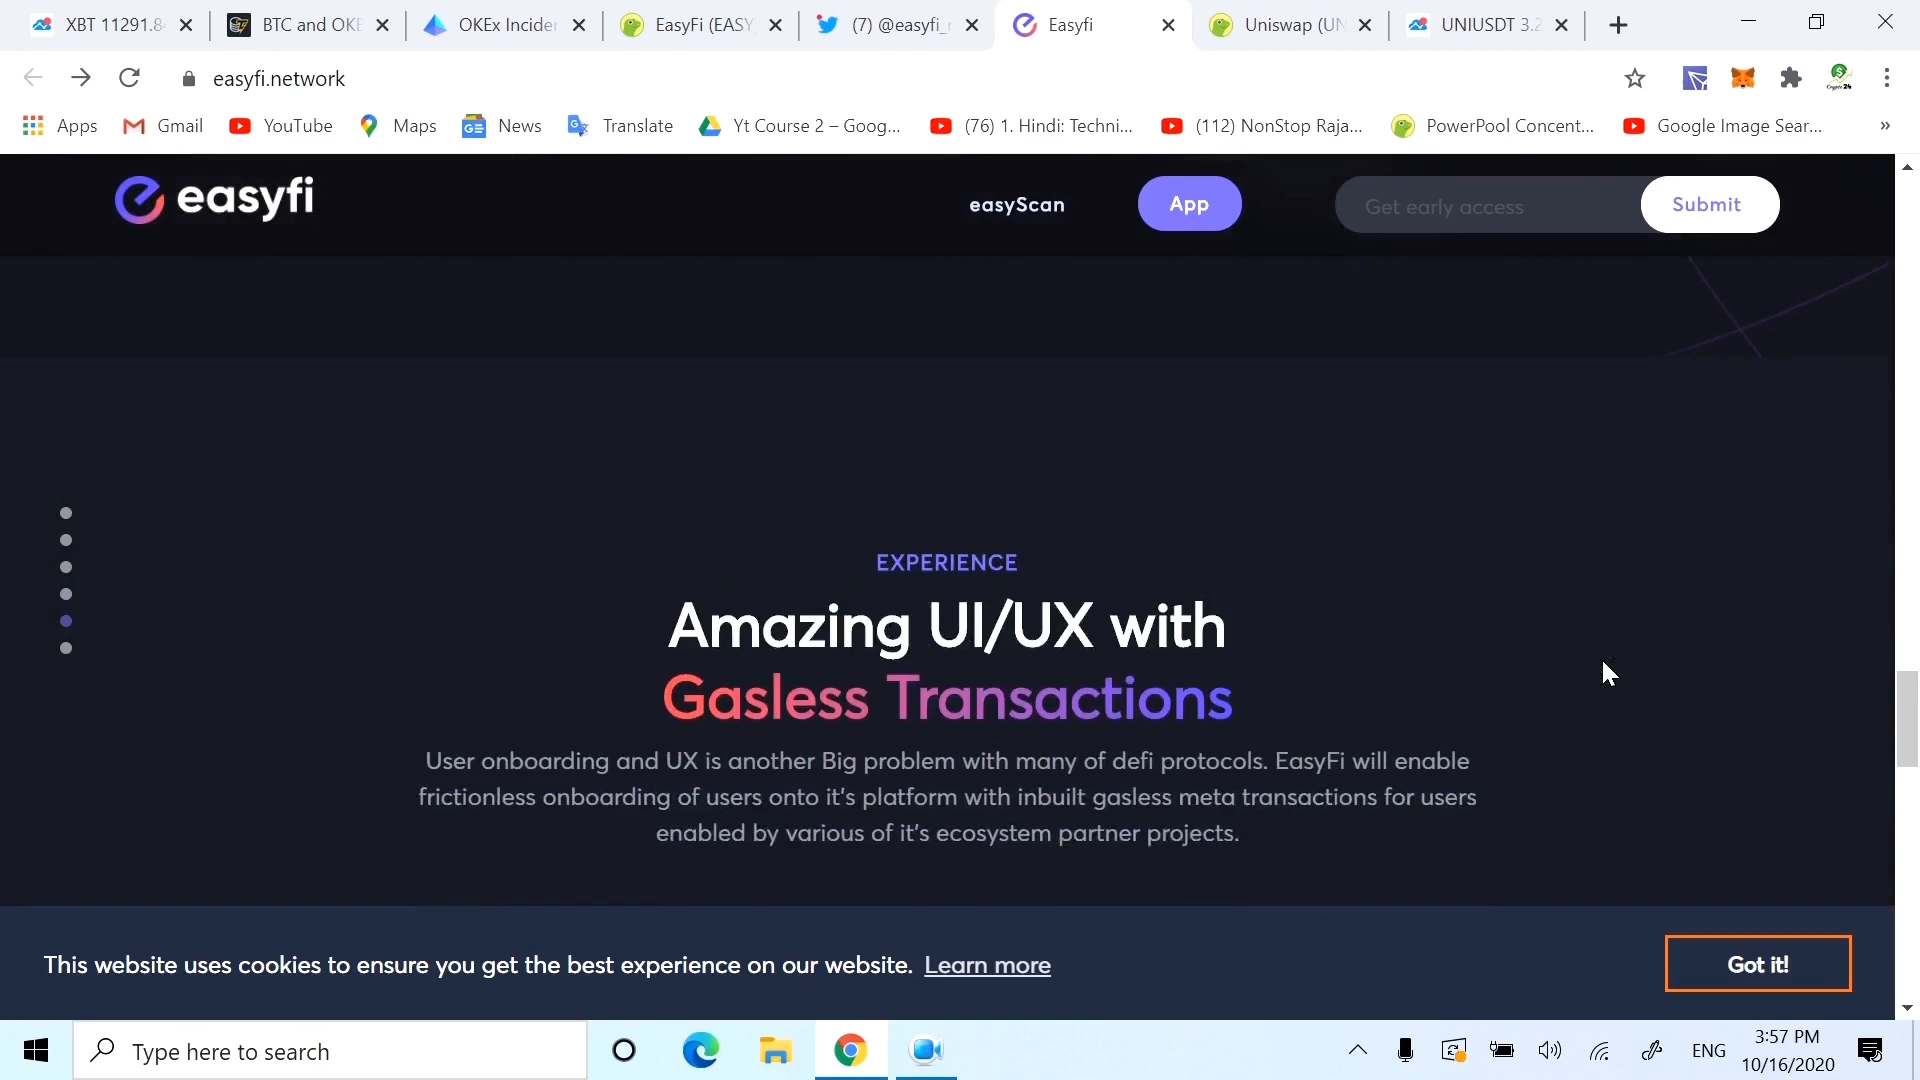 XBT 11291.8
BTC and OKE
OKEx Incider
EasyFi (EASY
(7) @easyfi_r
Easyfi
Uniswap (UN
UNIUSDT 3.2
easyfi.network
Apps
Gmail
YouTube
Maps
News
Translate
Yt Course 2 – Goog...
(76) 1. Hindi: Techni...
(112) NonStop Raja...
PowerPool Concent...
Google Image Sear...
»
easyfi
easyScan
App
Get early access
Submit
EXPERIENCE
Amazing UI/UX with
Gasless Transactions
User onboarding and UX is another Big problem with many of defi protocols. EasyFi will enable
frictionless onboarding of users onto it's platform with inbuilt gasless meta transactions for users
enabled by various of it's ecosystem partner projects.
This website uses cookies to ensure you get the best experience on our website. Learn more
Got it!
Type here to search
ENG
3:57 PM
10/16/2020